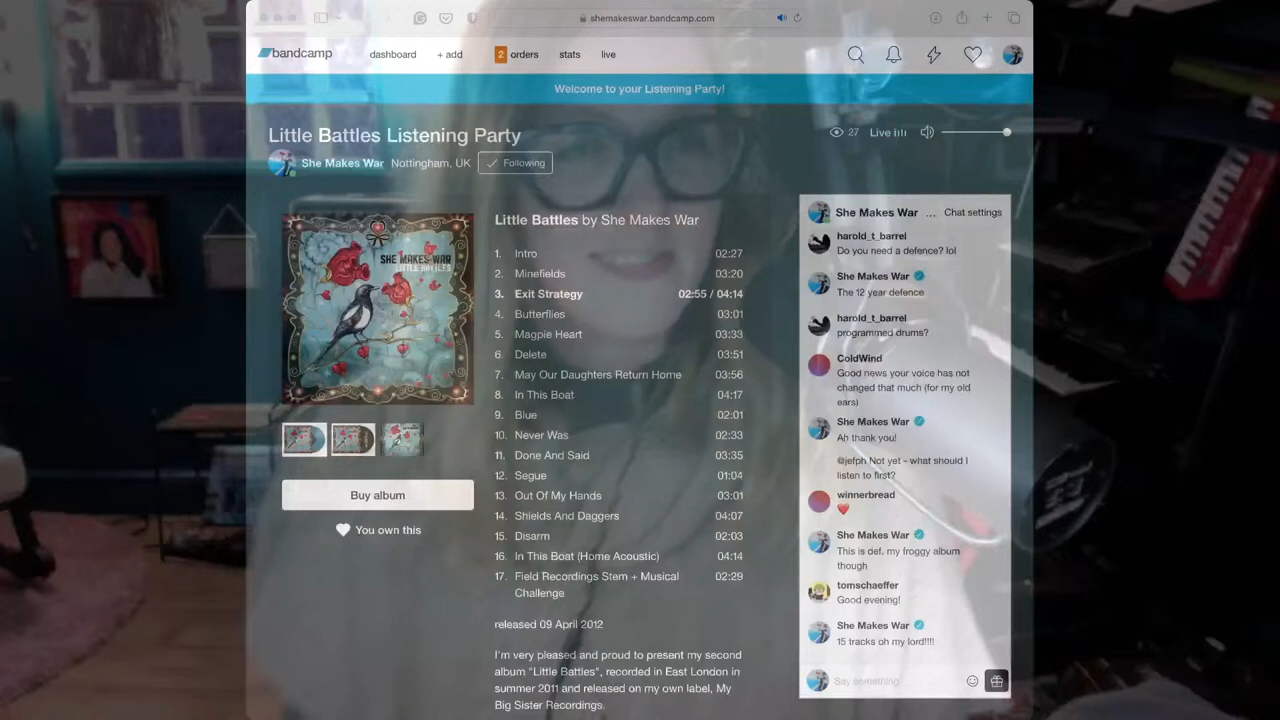 shemakeswar.bandcamp.com
bandcamp
dashboard
+ add
2 orders
stats
live
Welcome to your Listening Party!
Little Battles Listening Party
27
Live
She Makes War Nottingham, UK
Following
SHE MAKES WAR
LITTLE BATTLES
Buy album
You own this
Little Battles by She Makes War
1. Intro 02:27
2. Minefields 03:20
3. Exit Strategy 02:55 / 04:14
4. Butterflies 03:01
5. Magpie Heart 03:33
6. Delete 03:51
7. May Our Daughters Return Home 03:56
8. In This Boat 04:17
9. Blue 02:01
10. Never Was 02:33
11. Done And Said 03:35
12. Segue 01:04
13. Out Of My Hands 03:01
14. Shields And Daggers 04:07
15. Disarm 02:03
16. In This Boat (Home Acoustic) 04:14
17. Field Recordings Stem + Musical 02:29
Challenge
released 09 April 2012
I'm very pleased and proud to present my second
album "Little Battles", recorded in East London in
summer 2011 and released on my own label, My
Big Sister Recordings.
She Makes War ... Chat settings
harold_t_barrel
Do you need a defence? lol
She Makes War
The 12 year defence
harold_t_barrel
programmed drums?
ColdWind
Good news your voice has not
changed that much (for my old
ears)
She Makes War
Ah thank you!
@jefph Not yet - what should I
listen to first?
winnerbread
She Makes War
This is def. my froggy album
though
tomschaeffer
Good evening!
She Makes War
15 tracks oh my lord!!!!
Say something